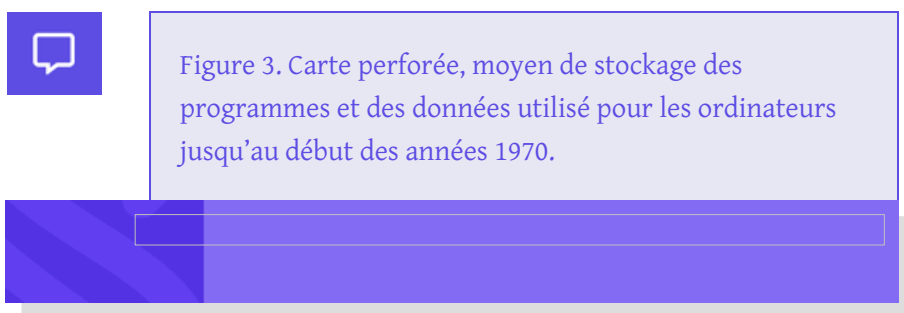 Figure 3. Carte perforée, moyen de stockage des
programmes et des données utilisé pour les ordinateurs
jusqu’au début des années 1970.